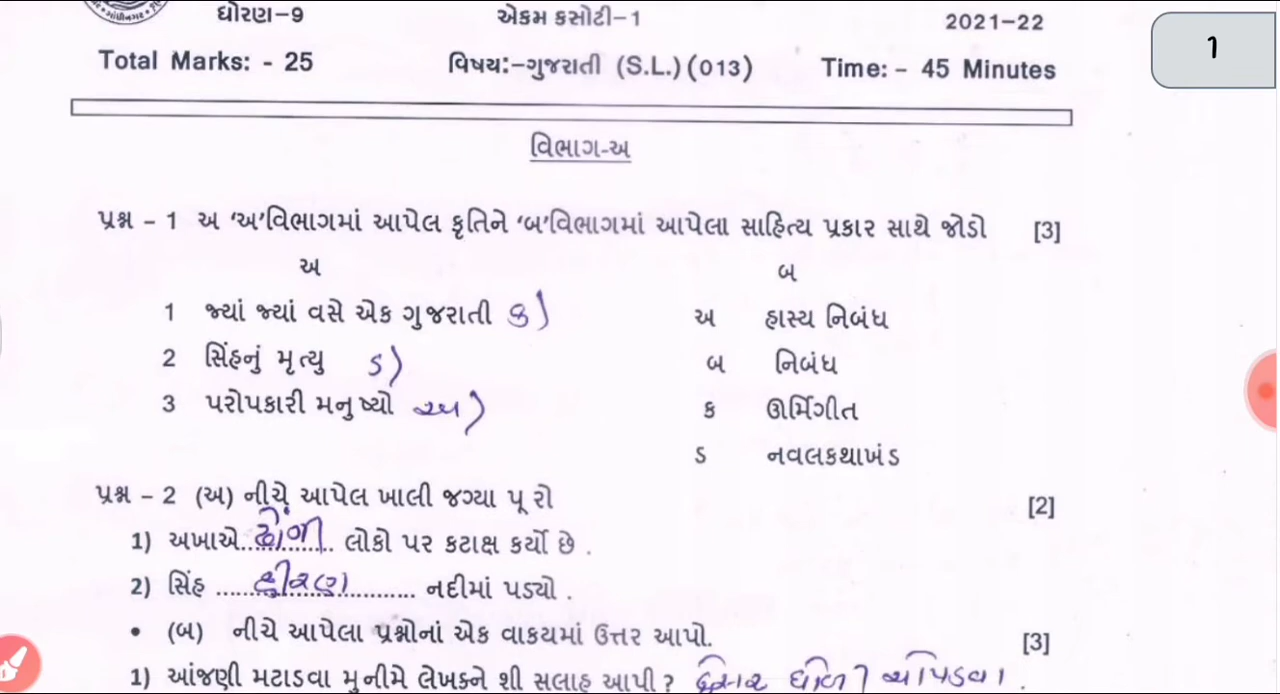 ધોરણ-9 એકમ કસોટી-1 2021-22
Total Marks: - 25 વિષય:-ગુજરાતી (S.L.)(013) Time: - 45 Minutes
1
વિભાગ-અ
પ્રશ્ન - 1 અ 'અ'વિભાગમાં આપેલ કૃતિને 'બ'વિભાગમાં આપેલા સાહિત્ય પ્રકાર સાથે જોડો [3]
અ બ
1 જ્યાં જ્યાં વસે એક ગુજરાતી ક) અ હાસ્ય નિબંધ
2 સિંહનું મૃત્યુ ડ) બ નિબંધ
3 પરોપકારી મનુષ્યો અ) ક ઊર્મિગીત
ડ નવલકથાખંડ
પ્રશ્ન - 2 (અ) નીચે આપેલ ખાલી જગ્યા પૂરો [2]
1) અખાએ..ઢોંગી.. લોકો પર કટાક્ષ કર્યો છે .
2) સિંહ ......હીરણ.......... નદીમાં પડ્યો .
• (બ) નીચે આપેલા પ્રશ્નોનાં એક વાકયમાં ઉત્તર આપો. [3]
1) આંજણી મટાડવા મુનીમે લેખકને શી સલાહ આપી ?